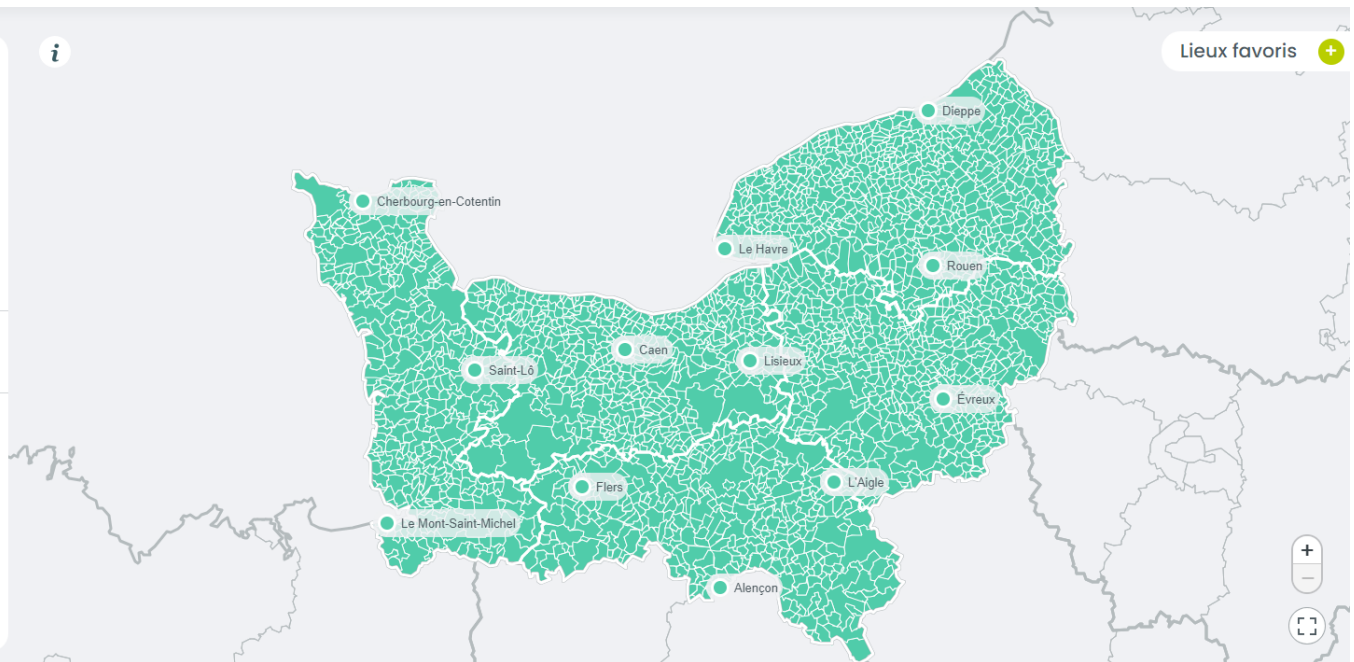 i
Lieux favoris +
Dieppe
Cherbourg-en-Cotentin
Le Havre
Rouen
Caen
Lisieux
Saint-Lô
Évreux
L'Aigle
Flers
Le Mont-Saint-Michel
+
−
Alençon